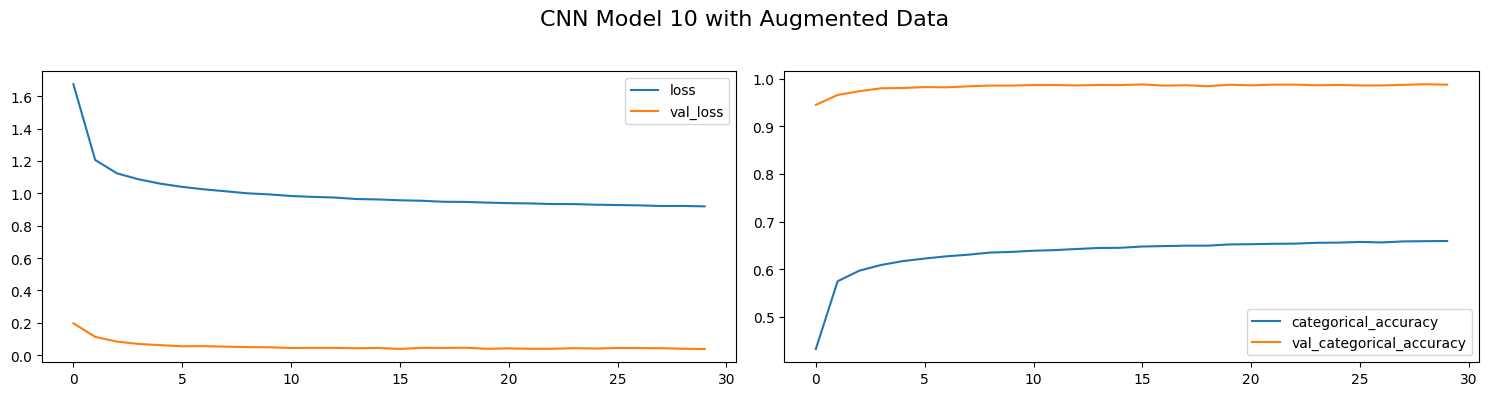 CNN Model 10 with Augmented Data
loss
val_loss
1.6
1.4
1.2
1.0
0.8
0.6
0.4
0.2
0.0
0 5 10 15 20 25 30
1.0
0.9
0.8
0.7
0.6
0.5
categorical_accuracy
val_categorical_accuracy
0 5 10 15 20 25 30